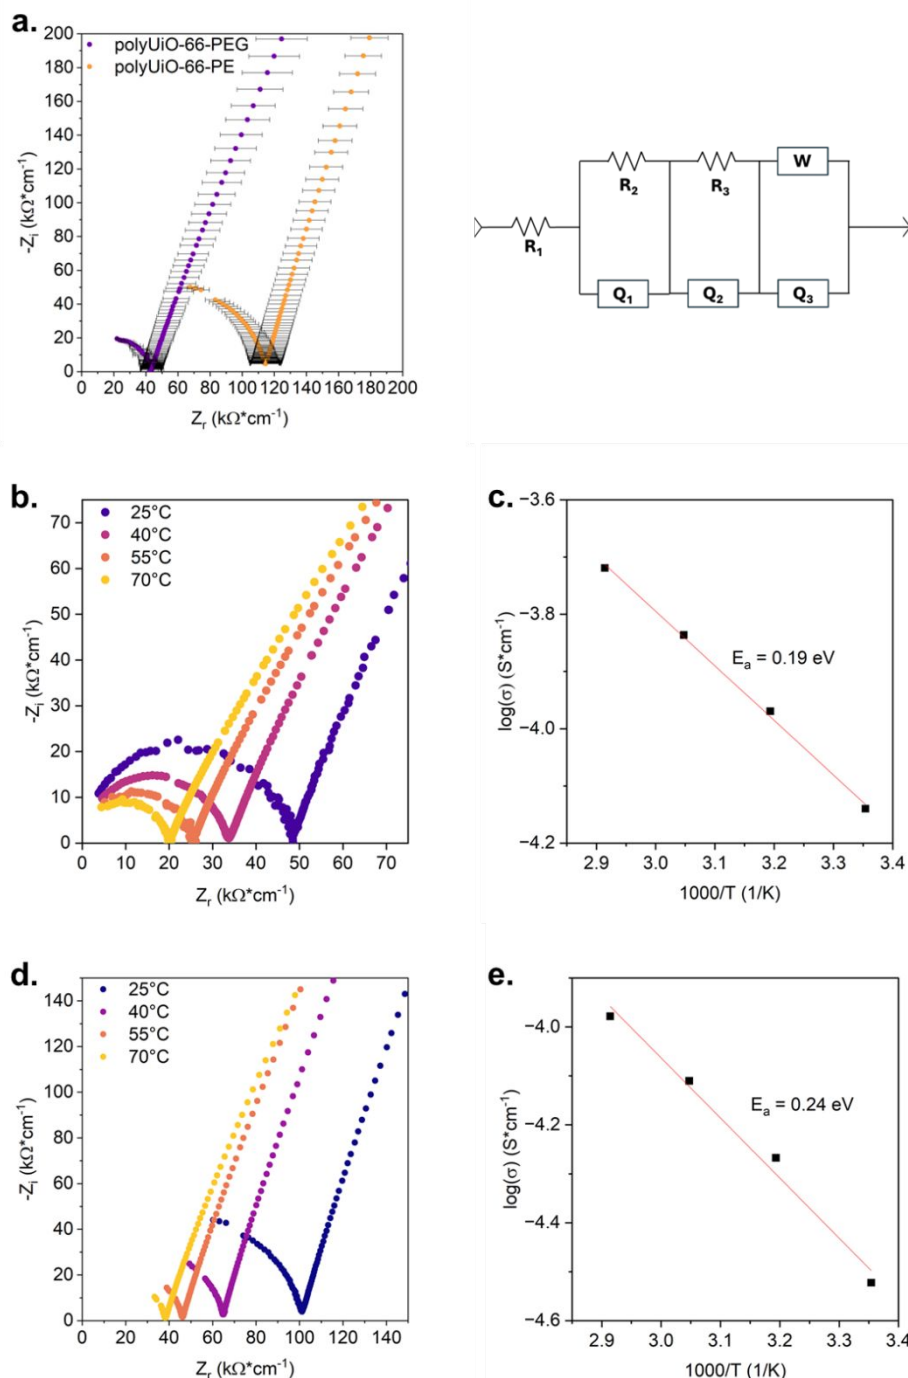 a.
200
180
160
140
120
100
80
60
40
20
0
-Zi (kΩ*cm-1)
polyUiO-66-PEG
polyUiO-66-PE
0 20 40 60 80 100 120 140 160 180 200
Zr (kΩ*cm-1)
R1
R2
R3
W
Q1
Q2
Q3
b.
70
60
50
40
30
20
10
0
-Zi (kΩ*cm-1)
25°C
40°C
55°C
70°C
0 10 20 30 40 50 60 70
Zr (kΩ*cm-1)
c.
−3.6
−3.8
−4.0
−4.2
log(σ) (S*cm-1)
Ea = 0.19 eV
2.9 3.0 3.1 3.2 3.3 3.4
1000/T (1/K)
d.
140
120
100
80
60
40
20
0
-Zi (kΩ*cm-1)
25°C
40°C
55°C
70°C
0 20 40 60 80 100 120 140
Zr (kΩ*cm-1)
e.
−4.0
−4.2
−4.4
−4.6
log(σ) (S*cm-1)
Ea = 0.24 eV
2.9 3.0 3.1 3.2 3.3 3.4
1000/T (1/K)